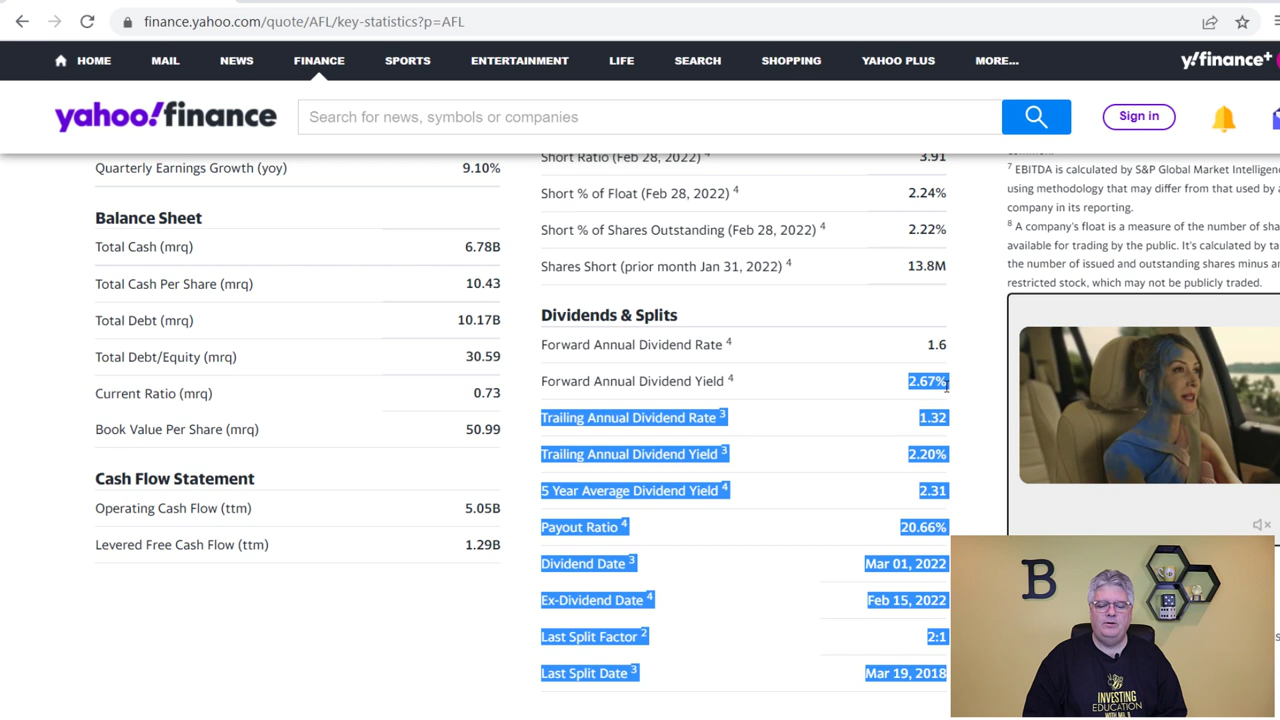 finance.yahoo.com/quote/AFL/key-statistics?p=AFL
HOME MAIL NEWS FINANCE SPORTS ENTERTAINMENT LIFE SEARCH SHOPPING YAHOO PLUS MORE... y!finance+
yahoo!finance Search for news, symbols or companies Sign in
Quarterly Earnings Growth (yoy) 9.10%
Balance Sheet
Total Cash (mrq) 6.78B
Total Cash Per Share (mrq) 10.43
Total Debt (mrq) 10.17B
Total Debt/Equity (mrq) 30.59
Current Ratio (mrq) 0.73
Book Value Per Share (mrq) 50.99
Cash Flow Statement
Operating Cash Flow (ttm) 5.05B
Levered Free Cash Flow (ttm) 1.29B
Short Ratio (Feb 28, 2022) 4 3.91
Short % of Float (Feb 28, 2022) 4 2.24%
Short % of Shares Outstanding (Feb 28, 2022) 4 2.22%
Shares Short (prior month Jan 31, 2022) 4 13.8M
Dividends & Splits
Forward Annual Dividend Rate 4 1.6
Forward Annual Dividend Yield 4 2.67%
Trailing Annual Dividend Rate 3 1.32
Trailing Annual Dividend Yield 3 2.20%
5 Year Average Dividend Yield 4 2.31
Payout Ratio 4 20.66%
Dividend Date 3 Mar 01, 2022
Ex-Dividend Date 4 Feb 15, 2022
Last Split Factor 2 2:1
Last Split Date 3 Mar 19, 2018
7 EBITDA is calculated by S&P Global Market Intelligen
using methodology that may differ from that used by a
company in its reporting.
8 A company's float is a measure of the number of sha
available for trading by the public. It's calculated by ta
the number of issued and outstanding shares minus an
restricted stock, which may not be publicly traded.
B
INVESTING
EDUCATION